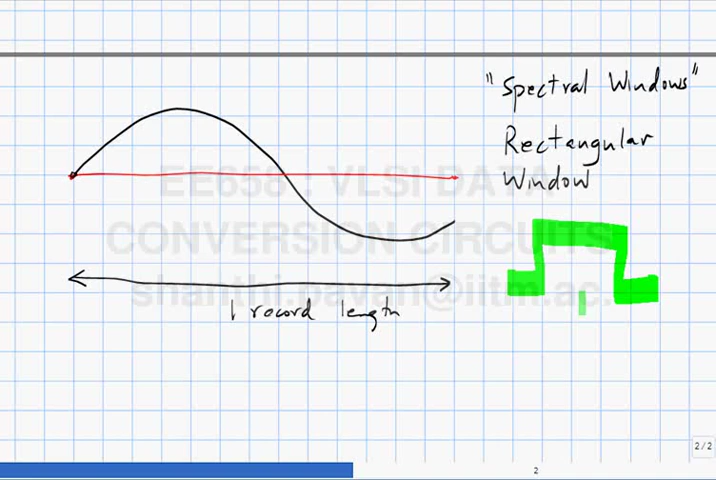 "Spectral Windows"
Rectangular
Window
EE658 : VLSI DATA
CONVERSION CIRCUITS
shanthi.pavan@iitm.ac.
1 record length
2/2
2